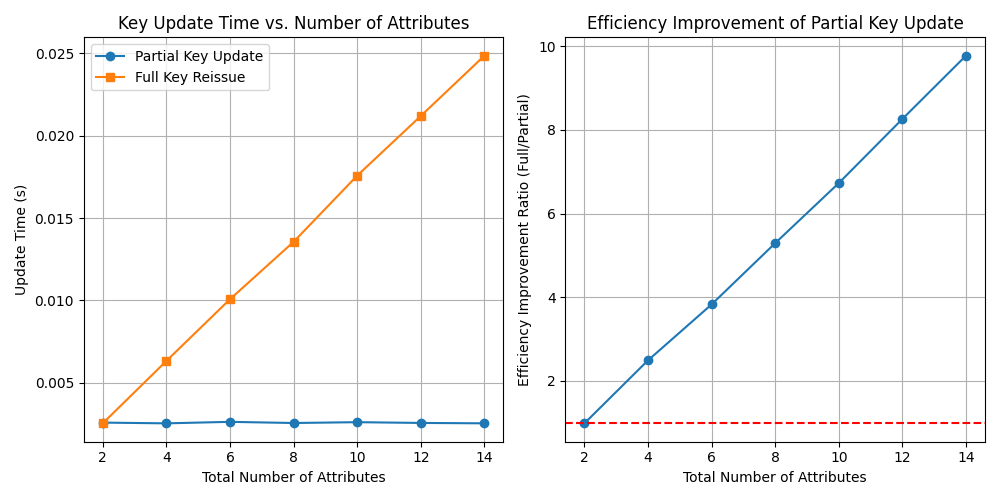 Key Update Time vs. Number of Attributes
Partial Key Update
Full Key Reissue
0.025
0.020
0.015
0.010
0.005
Update Time (s)
2 4 6 8 10 12 14
Total Number of Attributes
Efficiency Improvement of Partial Key Update
10
8
6
4
2
Efficiency Improvement Ratio (Full/Partial)
2 4 6 8 10 12 14
Total Number of Attributes